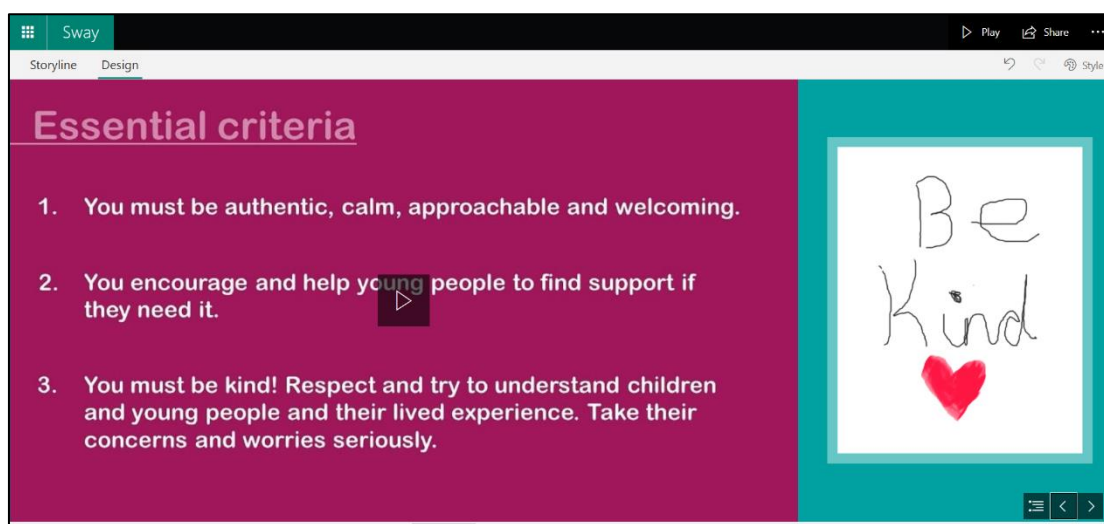 Sway
Play
Share
Storyline
Design
Style
Essential criteria
1. You must be authentic, calm, approachable and welcoming.
2. You encourage and help young people to find support if
they need it.
3. You must be kind! Respect and try to understand children
and young people and their lived experience. Take their
concerns and worries seriously.
Be
Kind